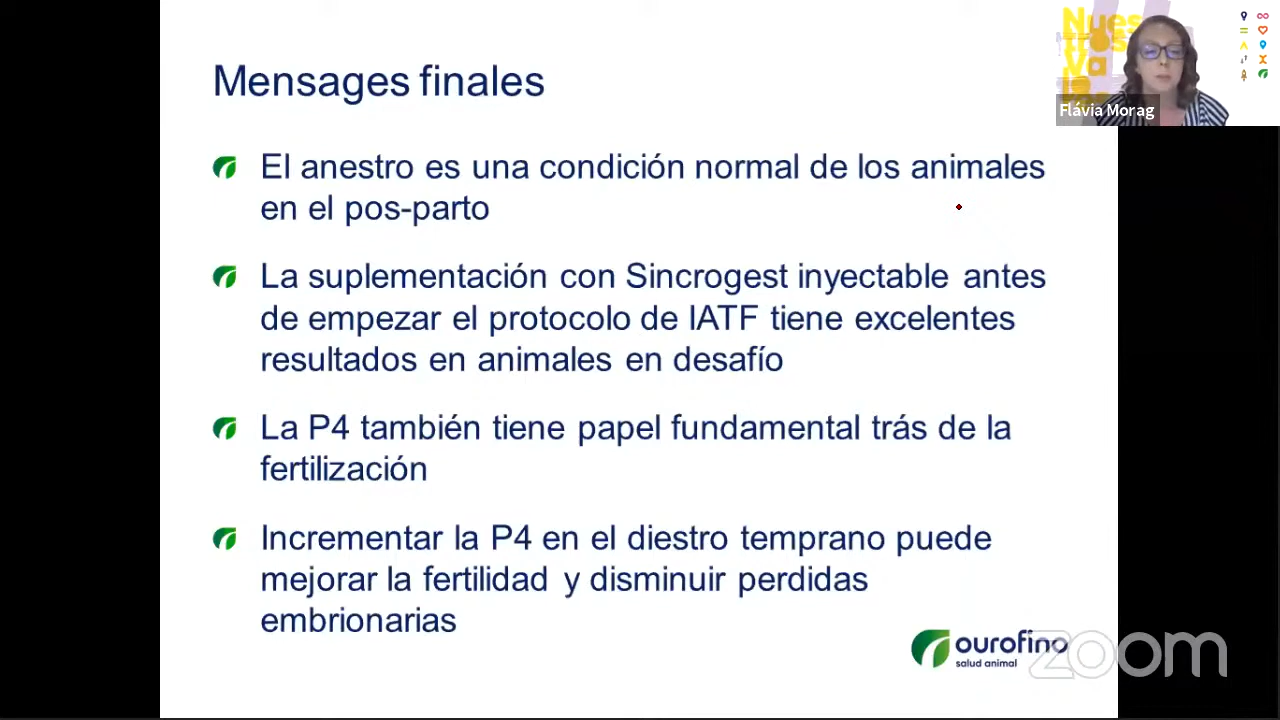 Mensages finales
El anestro es una condición normal de los animales
en el pos-parto
La suplementación con Sincrogest inyectable antes
de empezar el protocolo de IATF tiene excelentes
resultados en animales en desafío
La P4 también tiene papel fundamental trás de la
fertilización
Incrementar la P4 en el diestro temprano puede
mejorar la fertilidad y disminuir perdidas
embrionarias
ourofino
salud animal
zoom
Nues
tros
Va
Flávia Morag